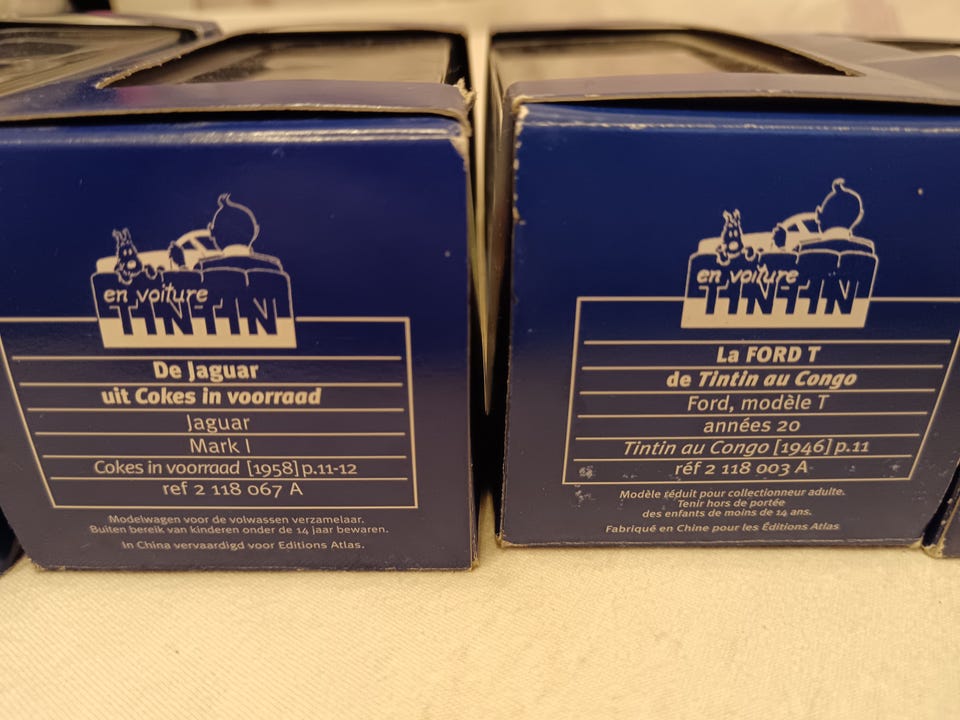 en voiture
TINTIN
De Jaguar
uit Cokes in voorraad
Jaguar
Mark I
Cokes in voorraad [1958] p.11-12
ref 2 118 067 A
Modelwagen voor de volwassen verzamelaar.
Buiten bereik van kinderen onder de 14 jaar bewaren.
In China vervaardigd voor Editions Atlas.
en voiture
TINTIN
La FORD T
de Tintin au Congo
Ford, modèle T
années 20
Tintin au Congo [1946] p.11
réf 2 118 003 A
Modèle réduit pour collectionneur adulte.
Tenir hors de portée
des enfants de moins de 14 ans.
Fabriqué en Chine pour les Éditions Atlas